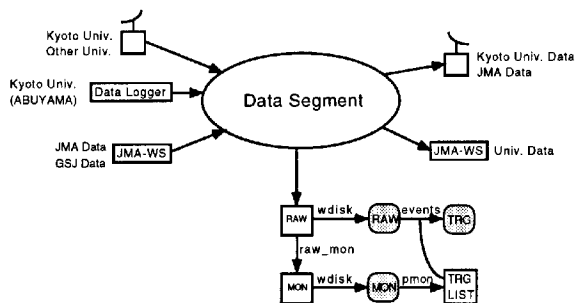 Kyoto Univ.
Other Univ.
Kyoto Univ. Data
JMA Data
Kyoto Univ.
(ABUYAMA)
Data Logger
Data Segment
JMA Data
GSJ Data
JMA-WS
JMA-WS
Univ. Data
RAW
wdisk
RAW
events
TRG
raw_mon
MON
wdisk
MON
pmon
TRG
LIST